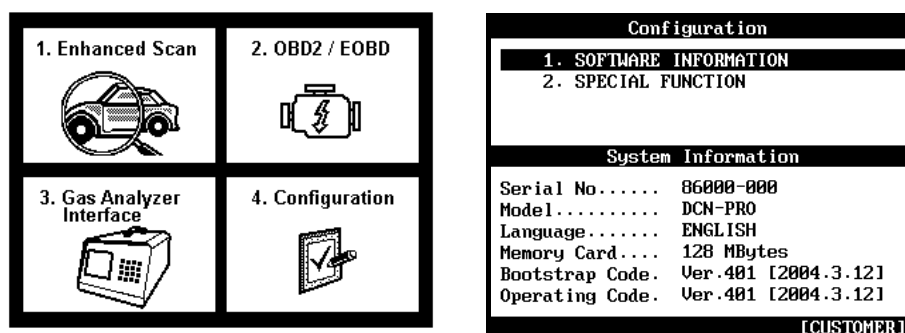 1. Enhanced Scan
2. OBD2 / EOBD
3. Gas Analyzer
Interface
4. Configuration
Configuration
1. SOFTWARE INFORMATION
2. SPECIAL FUNCTION
System Information
Serial No...... 86000-000
Model.......... DCN-PRO
Language....... ENGLISH
Memory Card.... 128 MBytes
Bootstrap Code. Ver.401 [2004.3.12]
Operating Code. Ver.401 [2004.3.12]
[CUSTOMER]